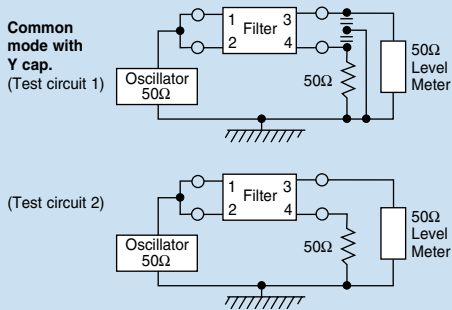 Common
mode with
Y cap.
(Test circuit 1)
1 Filter 3
2 4
Oscillator
50Ω
50Ω
50Ω
Level
Meter
(Test circuit 2)
1 Filter 3
2 4
Oscillator
50Ω
50Ω
50Ω
Level
Meter